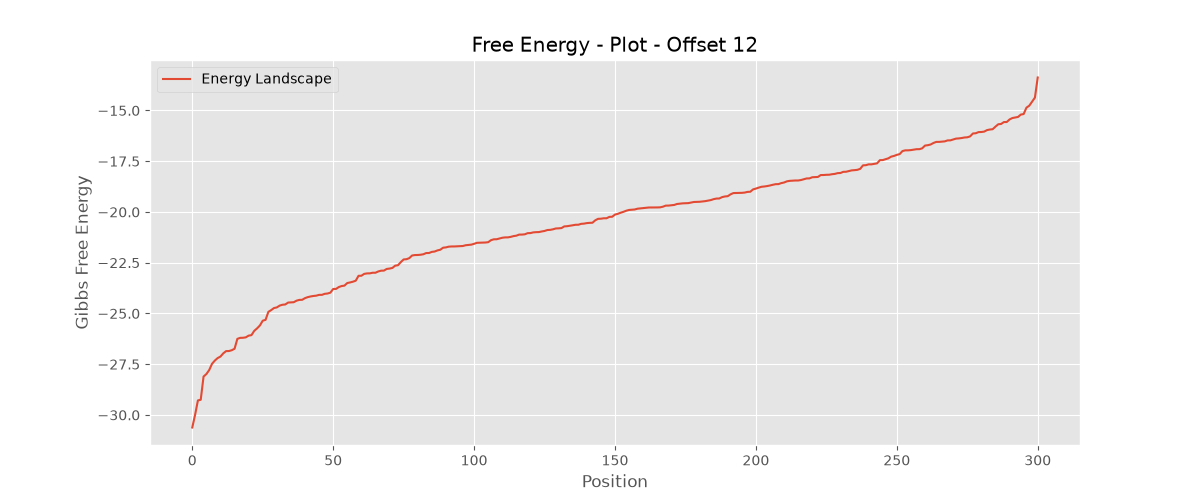 Free Energy - Plot - Offset 12
Energy Landscape
Gibbs Free Energy
−15.0
−17.5
−20.0
−22.5
−25.0
−27.5
−30.0
0 50 100 150 200 250 300
Position